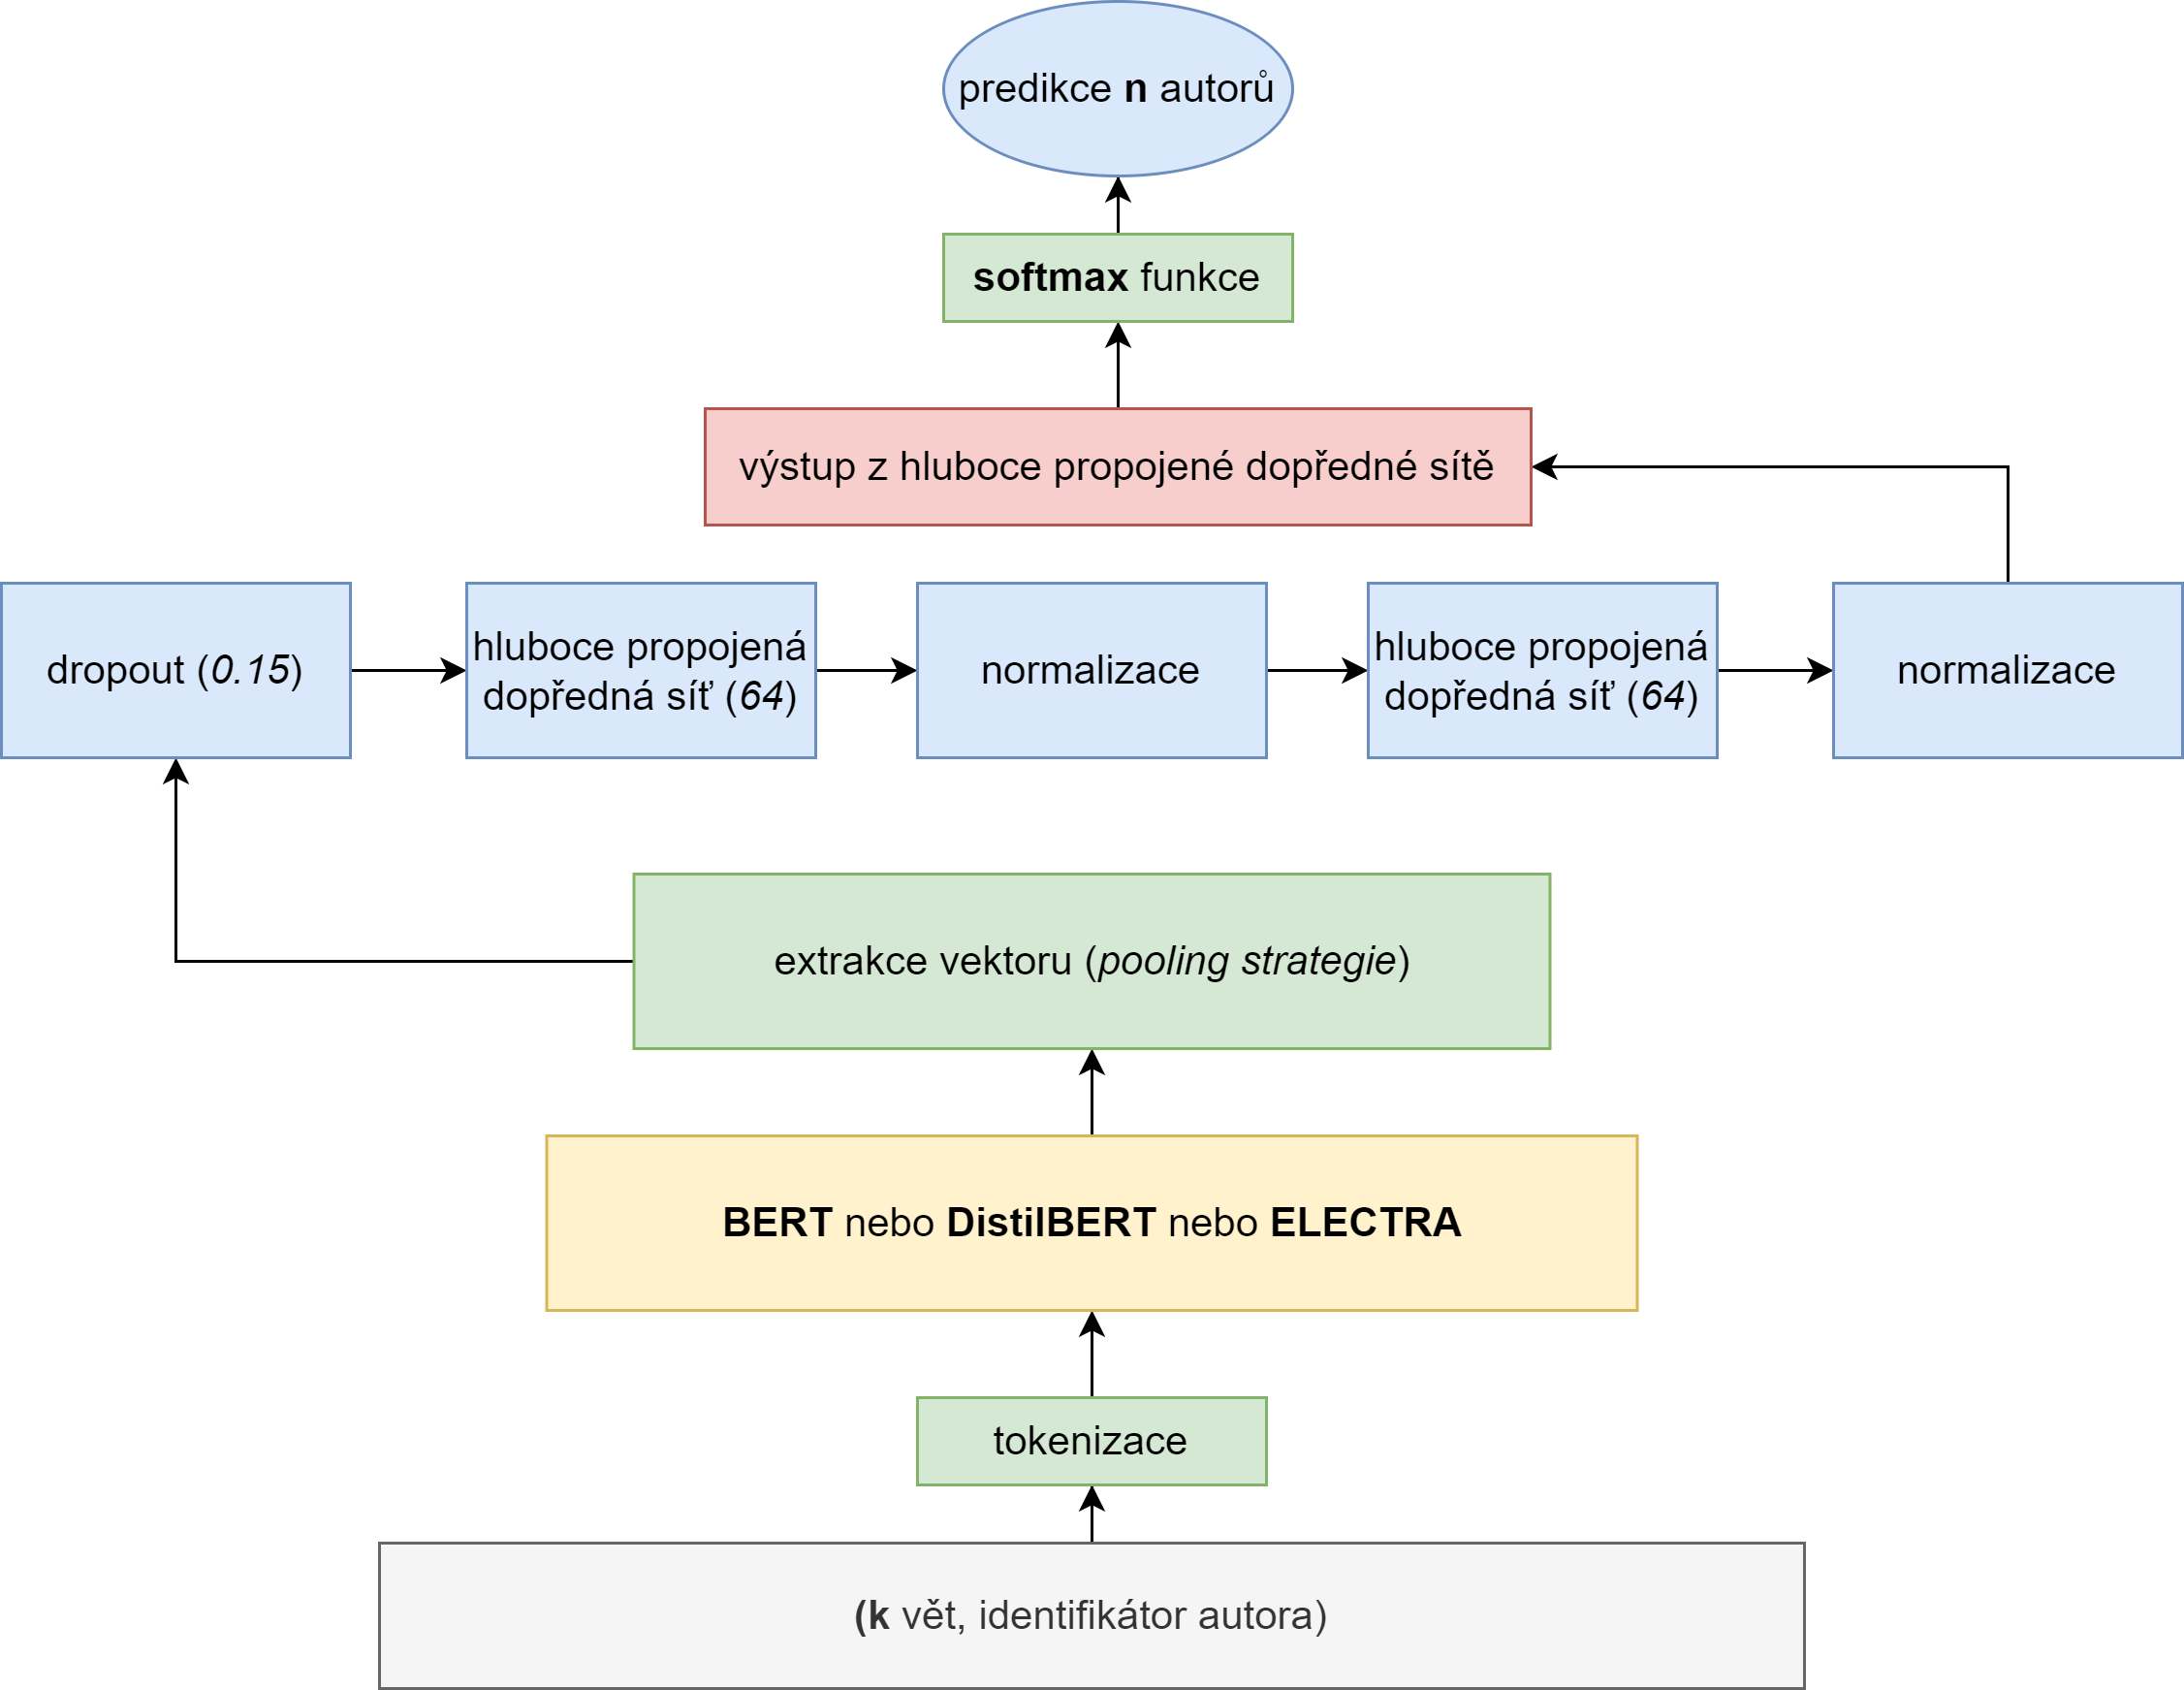 predikce n autorů
softmax funkce
výstup z hluboce propojené dopředné sítě
dropout (0.15)
hluboce propojená
dopředná síť (64)
normalizace
hluboce propojená
dopředná síť (64)
normalizace
extrakce vektoru (pooling strategie)
BERT nebo DistilBERT nebo ELECTRA
tokenizace
(k vět, identifikátor autora)